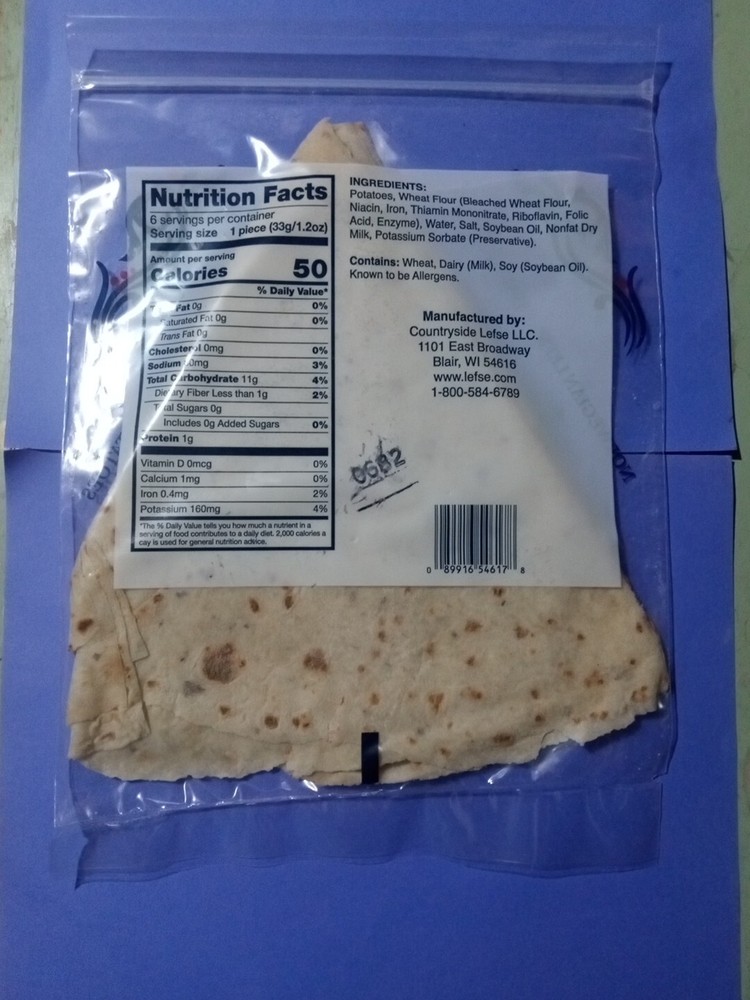 Nutrition Facts
6 servings per container
Serving size 1 piece (33g/1.2oz)
Amount per serving
Calories 50
% Daily Value*
Fat 0g 0%
Saturated Fat 0g 0%
Trans Fat 0g
Cholesterol 0mg 0%
Sodium 3%
Total Carbohydrate 11g 4%
Dietary Fiber Less than 1g 2%
Total Sugars 0g
Includes 0g Added Sugars 0%
Protein 1g
Vitamin D 0mcg 0%
Calcium 1mg 0%
Iron 0.4mg 2%
Potassium 160mg 4%
*The % Daily Value tells you how much a nutrient in a
serving of food contributes to a daily diet. 2,000 calories a
day is used for general nutrition advice.
INGREDIENTS:
Potatoes, Wheat Flour (Bleached Wheat Flour,
Niacin, Iron, Thiamin Mononitrate, Riboflavin, Folic
Acid, Enzyme), Water, Salt, Soybean Oil, Nonfat Dry
Milk, Potassium Sorbate (Preservative).
Contains: Wheat, Dairy (Milk), Soy (Soybean Oil).
Known to be Allergens.
Manufactured by:
Countryside Lefse LLC.
1101 East Broadway
Blair, WI 54616
www.lefse.com
1-800-584-6789
0 89916 54617 8